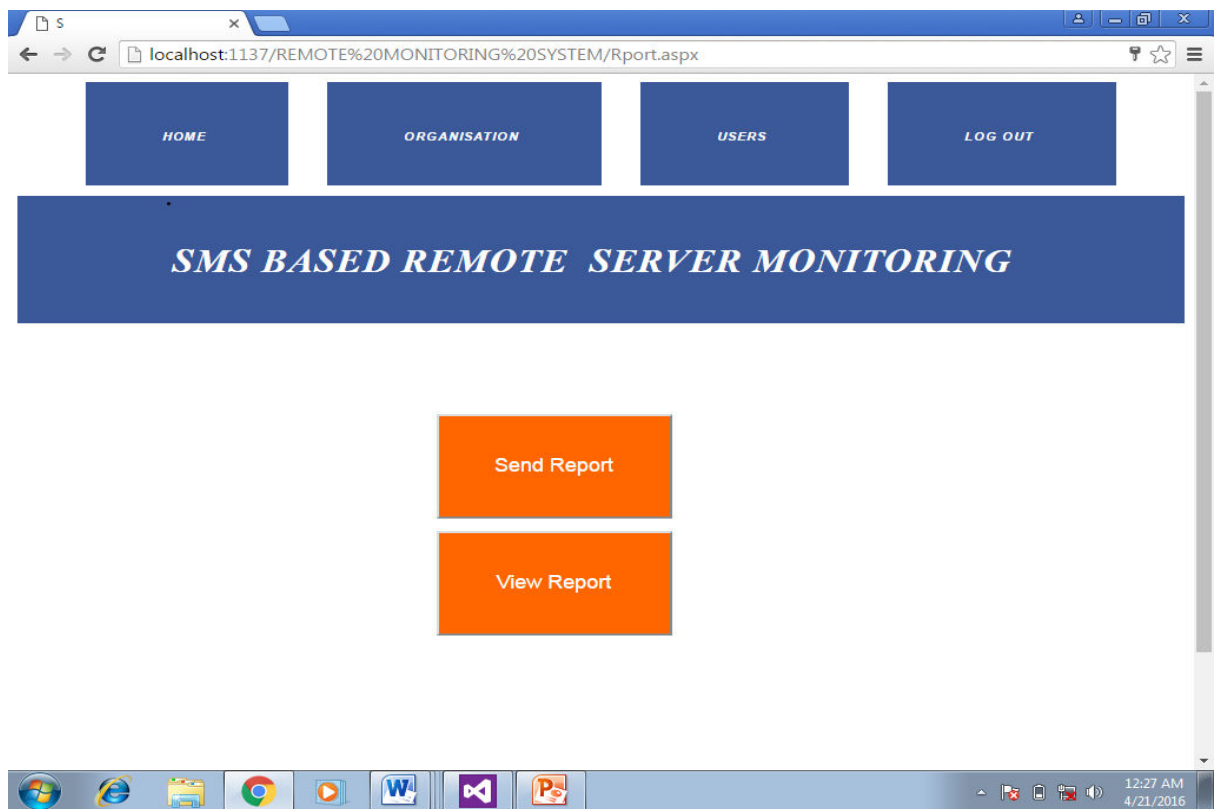 S
localhost:1137/REMOTE%20MONITORING%20SYSTEM/Rport.aspx
HOME ORGANISATION USERS LOG OUT
SMS BASED REMOTE SERVER MONITORING
Send Report
View Report
12:27 AM
4/21/2016